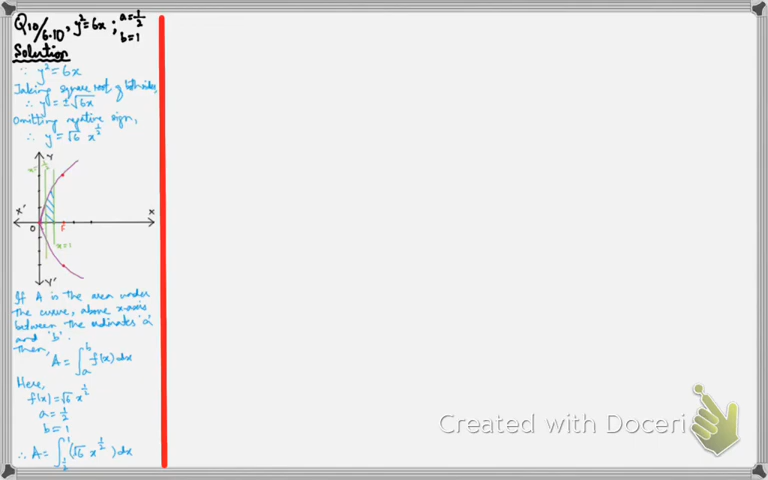 Q10/6.10, y²=6x ; a=1/2
b=1
Solution
∵ y²=6x
Taking square root of both sides,
∴ y=±√6x
Omitting negative sign,
∴ y=√6 x^1/2
Y
x=1/2
X'
X
O
F
x=1
Y'
If A is the area under
the curve, above x-axis
between the ordinates 'a'
and 'b'.
then,
A = ∫_a^b f(x)dx
Here,
f(x)=√6 x^1/2
a=1/2
b=1
∴ A=∫_1/2^1 (√6 x^1/2)dx
Created with Doceri